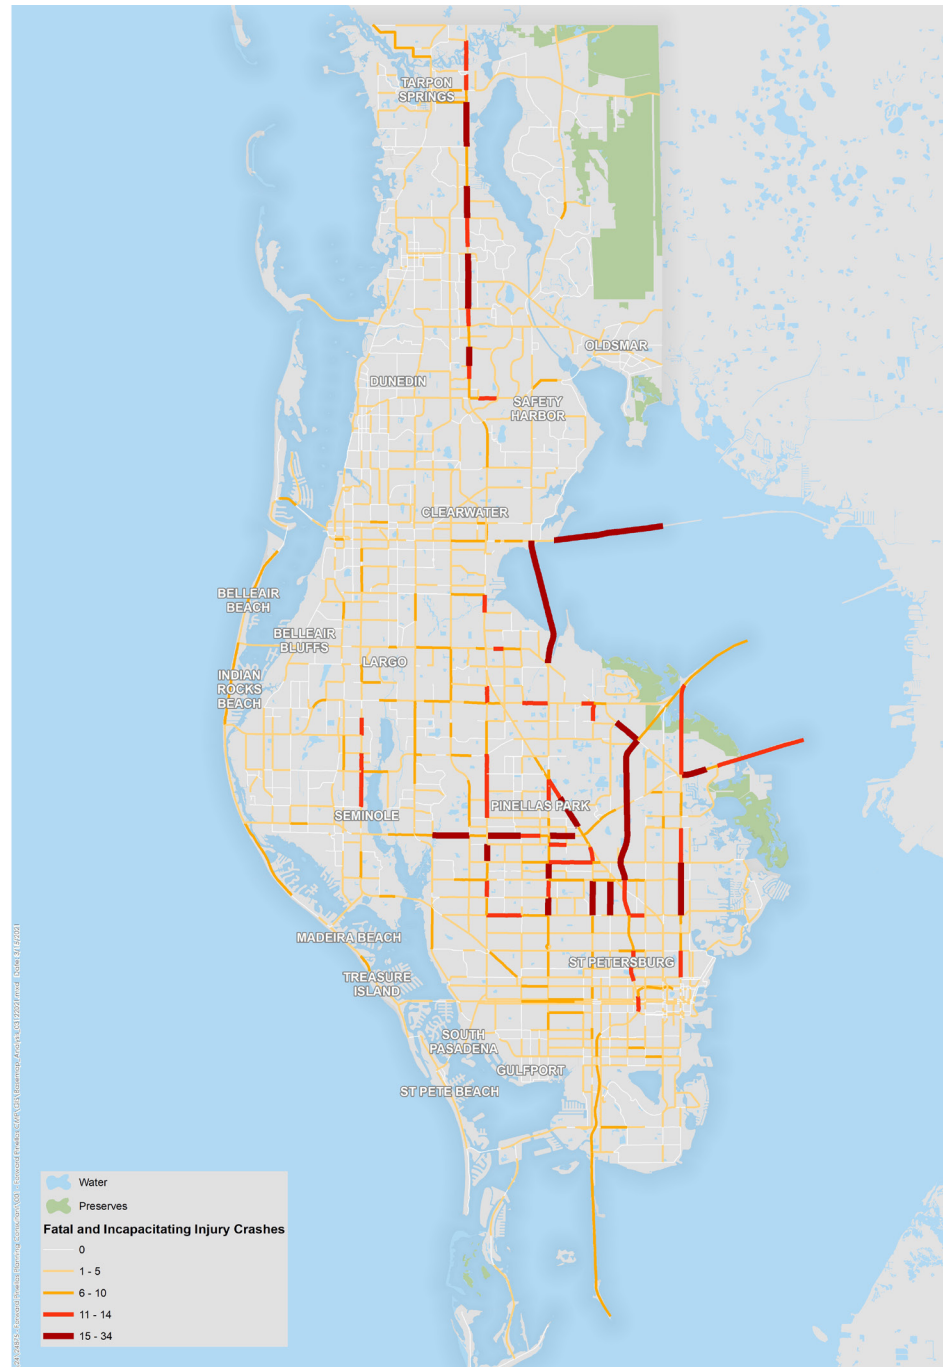 TARPON
SPRINGS
OLDSMAR
DUNEDIN
SAFETY
HARBOR
CLEARWATER
BELLEAIR
BEACH
BELLEAIR
BLUFFS
LARGO
INDIAN
ROCKS
BEACH
PINELLAS PARK
SEMINOLE
MADEIRA BEACH
ST PETERSBURG
TREASURE
ISLAND
SOUTH
PASADENA
GULFPORT
ST PETE BEACH
Water
Preserves
Fatal and Incapacitating Injury Crashes
0
1 - 5
6 - 10
11 - 14
15 - 34